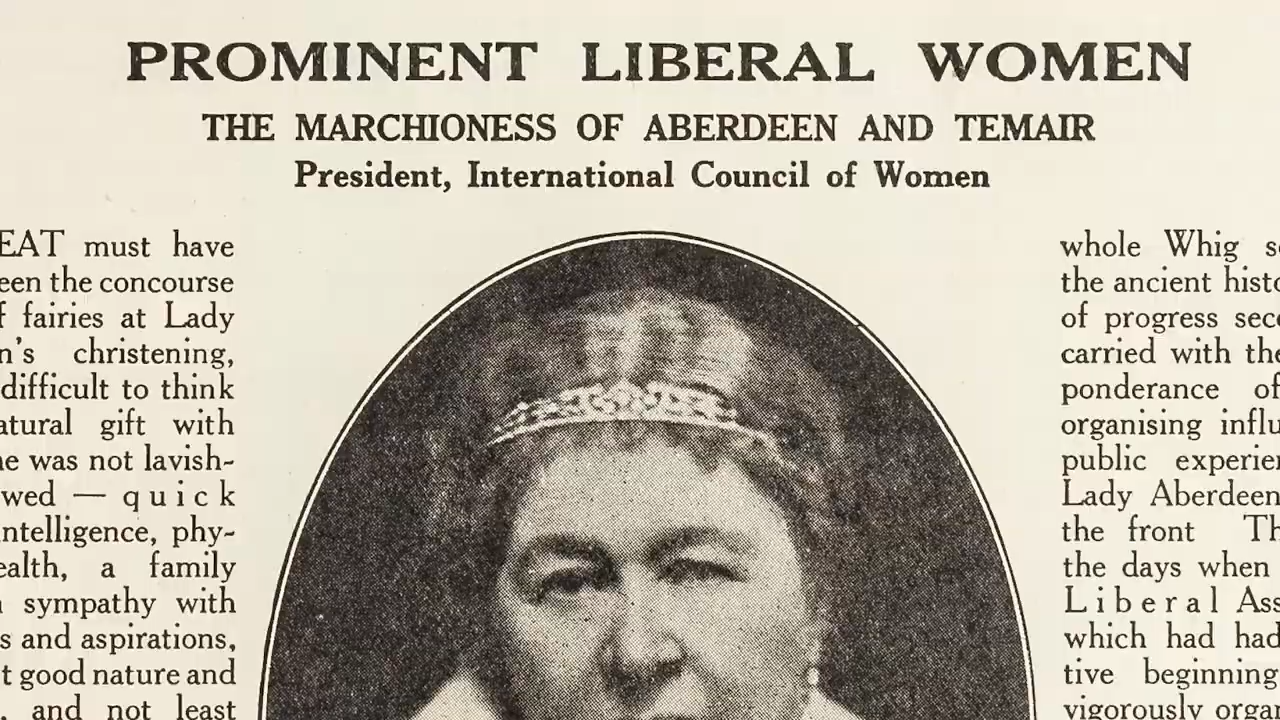 PROMINENT LIBERAL WOMEN
THE MARCHIONESS OF ABERDEEN AND TEMAIR
President, International Council of Women
EAT must have
een the concourse
f fairies at Lady
n's christening,
difficult to think
atural gift with
he was not lavish-
wed — quick
intelligence, phy-
ealth, a family
sympathy with
s and aspirations,
t good nature and
, and not least
whole Whig s
the ancient histo
of progress seco
carried with the
ponderance of
organising influ
public experien
Lady Aberdeen
the front Th
the days when
Liberal Ass
which had had
tive beginning
vigorously organ